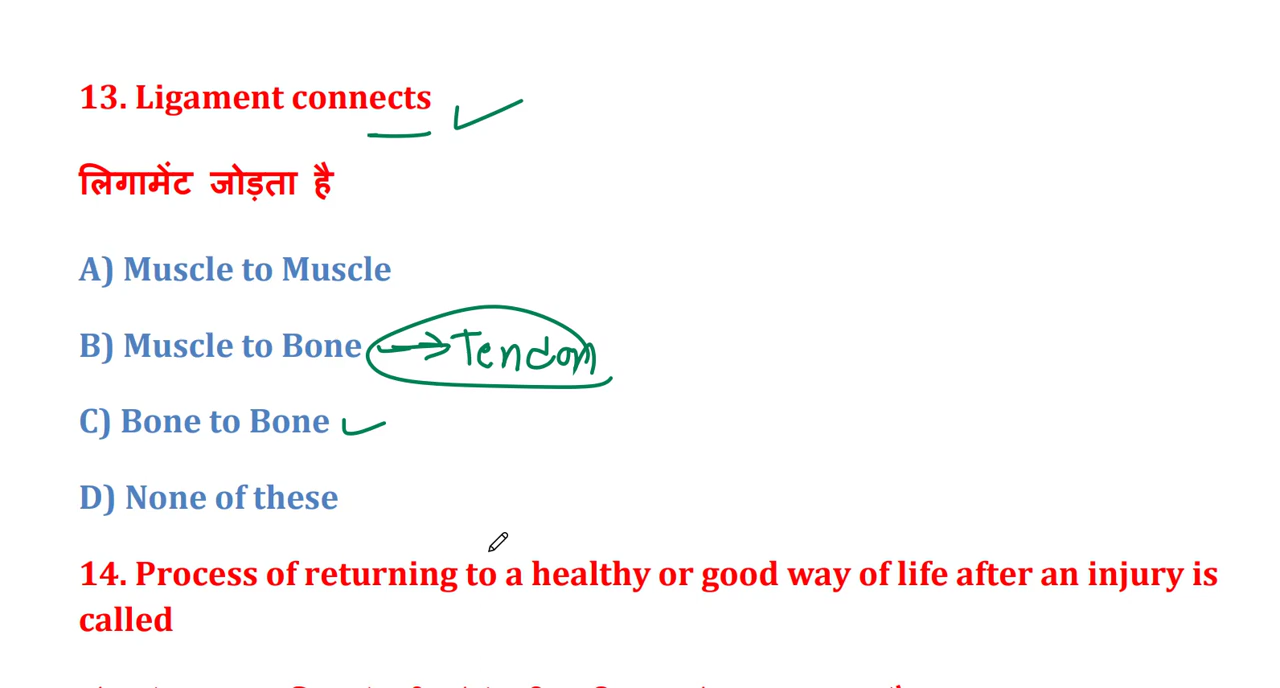 13. Ligament connects
लिगामेंट जोड़ता है
A) Muscle to Muscle
B) Muscle to Bone → Tendon
C) Bone to Bone
D) None of these
14. Process of returning to a healthy or good way of life after an injury is
called